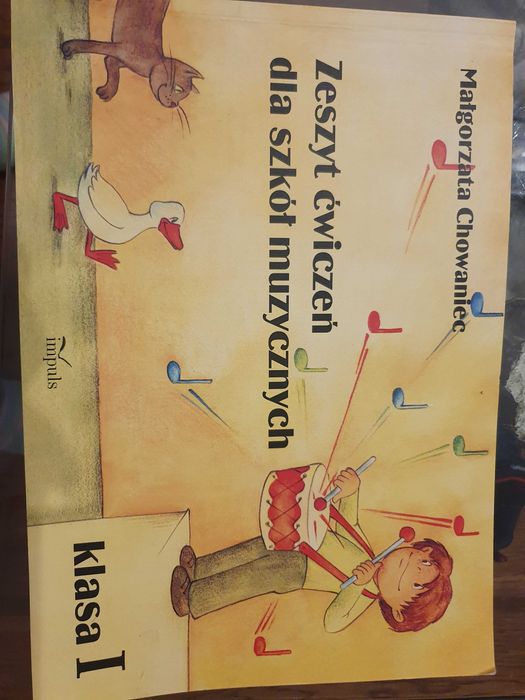 Małgorzata Chowaniec
Zeszyt ćwiczeń
dla szkół muzycznych
impuls
klasa I